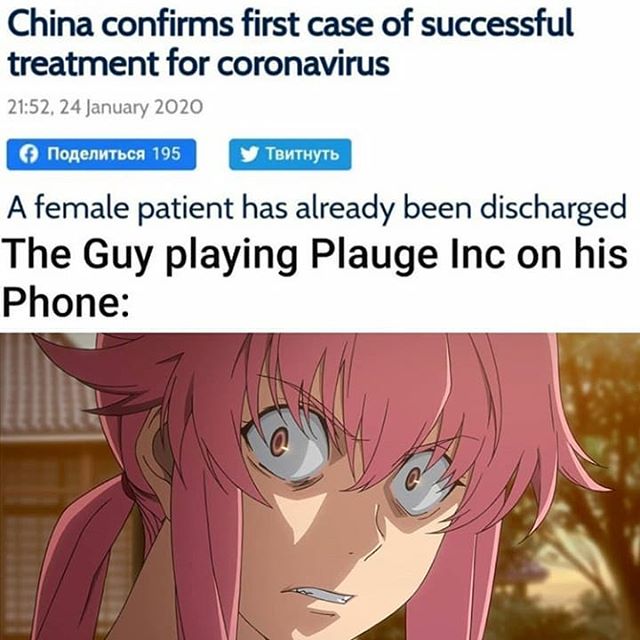 China confirms first case of successful
treatment for coronavirus
21:52, 24 January 2020
Поделиться 195
Твитнуть
A female patient has already been discharged
The Guy playing Plauge Inc on his
Phone: